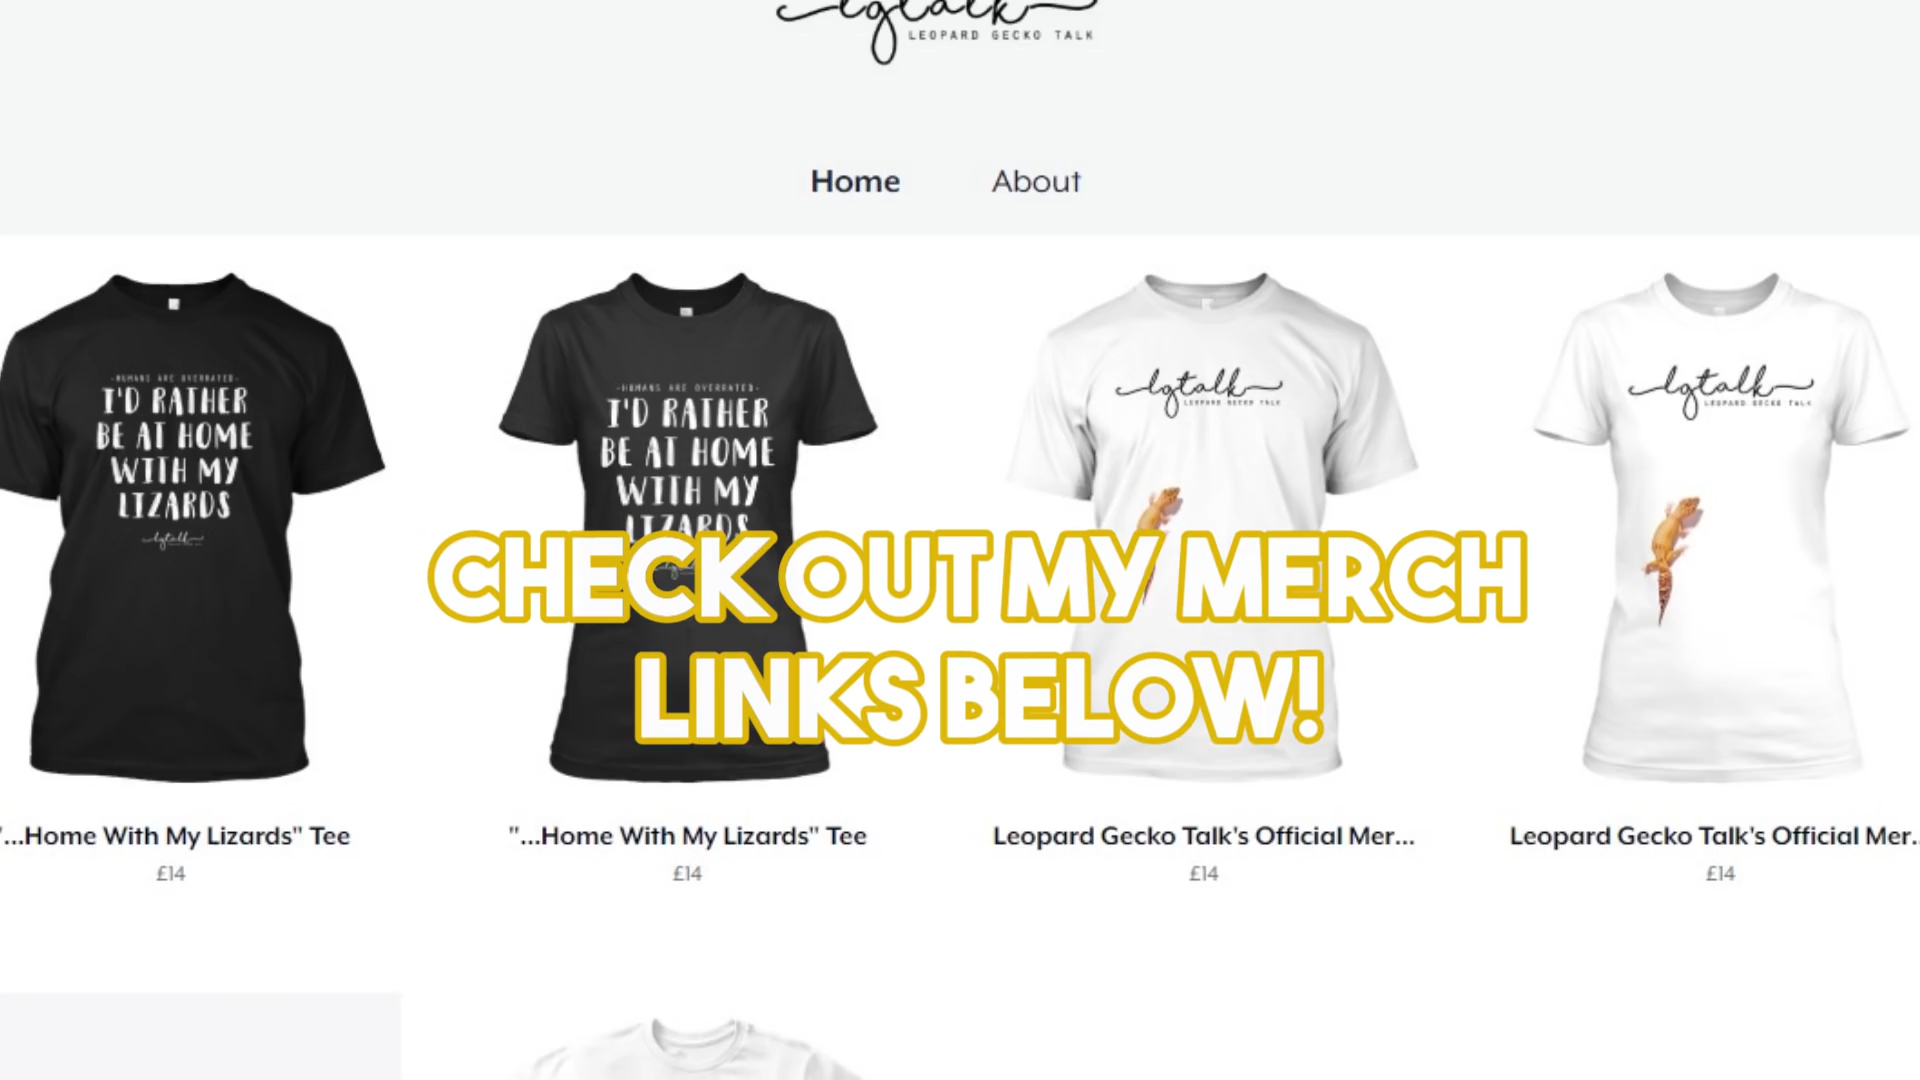 lgtalk
LEOPARD GECKO TALK
Home About
-HUMANS ARE OVERRATED-
I'D RATHER
BE AT HOME
WITH MY
LIZARDS
lgtalk
-HUMANS ARE OVERRATED-
I'D RATHER
BE AT HOME
WITH MY
LIZARDS
lgtalk
LEOPARD GECKO TALK
lgtalk
LEOPARD GECKO TALK
CHECK OUT MY MERCH
LINKS BELOW!
"...Home With My Lizards" Tee
£14
"...Home With My Lizards" Tee
£14
Leopard Gecko Talk's Official Mer...
£14
Leopard Gecko Talk's Official Mer..
£14